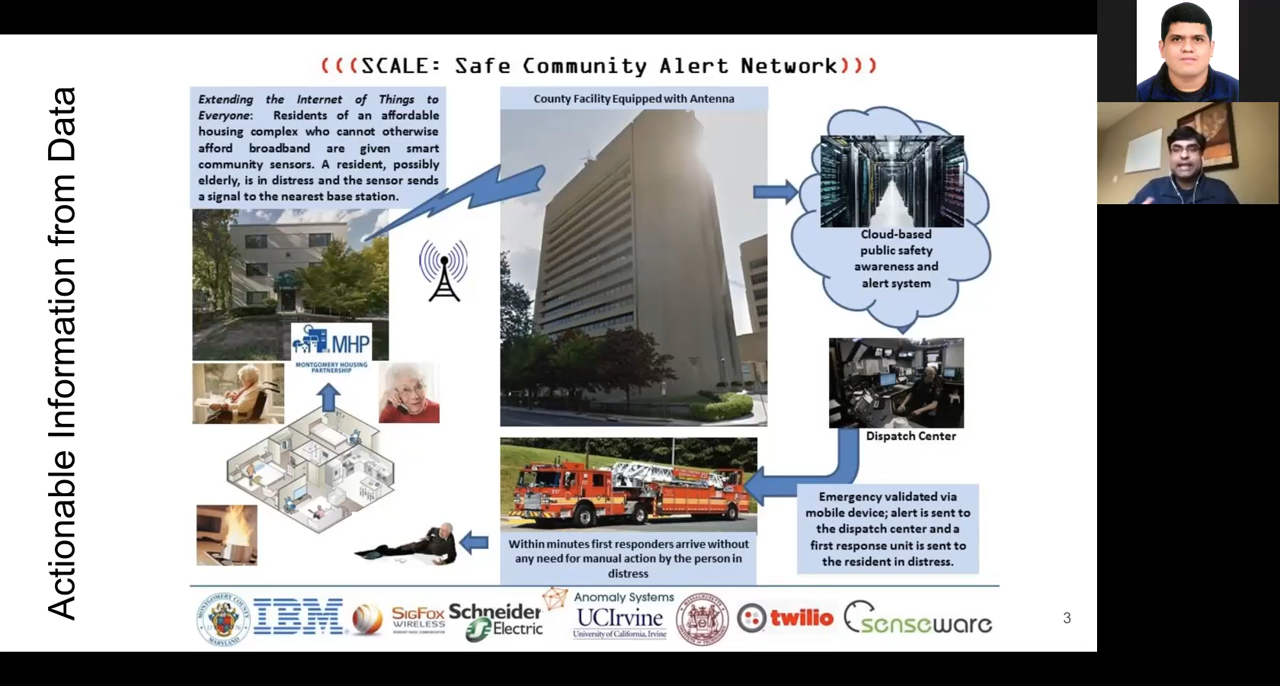 Actionable Information from Data
(((SCALE: Safe Community Alert Network)))
Extending the Internet of Things to
Everyone: Residents of an affordable
housing complex who cannot otherwise
afford broadband are given smart
community sensors. A resident, possibly
elderly, is in distress and the sensor sends
a signal to the nearest base station.
County Facility Equipped with Antenna
Cloud-based
public safety
awareness and
alert system
MHP
MONTGOMERY HOUSING
PARTNERSHIP
Dispatch Center
Emergency validated via
mobile device; alert is sent to
the dispatch center and a
first response unit is sent to
the resident in distress.
Within minutes first responders arrive without
any need for manual action by the person in
distress
MONTGOMERY COUNTY
MARYLAND
IBM
SIGFOX
WIRELESS
Schneider
Electric
Anomaly Systems
UCIrvine
University of California, Irvine
twilio
senseware
3